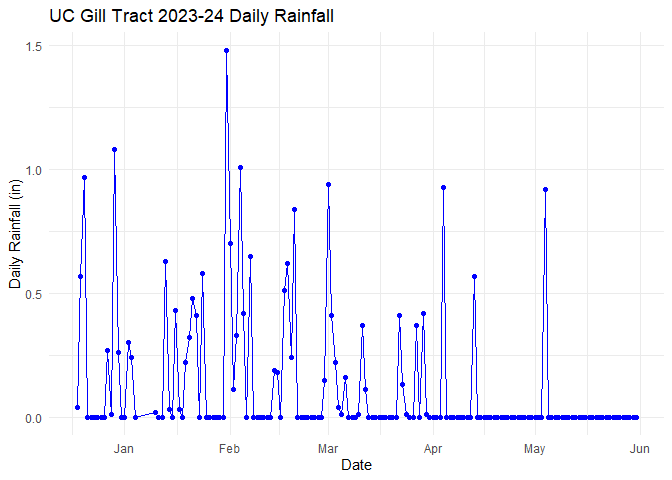 UC Gill Tract 2023-24 Daily Rainfall
1.5
1.0
0.5
0.0
Daily Rainfall (in)
Jan Feb Mar Apr May Jun
Date